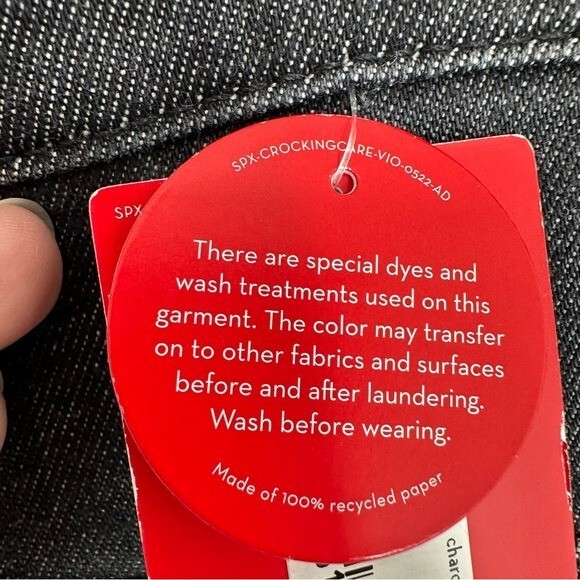 SPX-CROCKINGCARE-VIO-0522-AD
SPX
There are special dyes and
wash treatments used on this
garment. The color may transfer
on to other fabrics and surfaces
before and after laundering.
Wash before wearing.
Made of 100% recycled paper